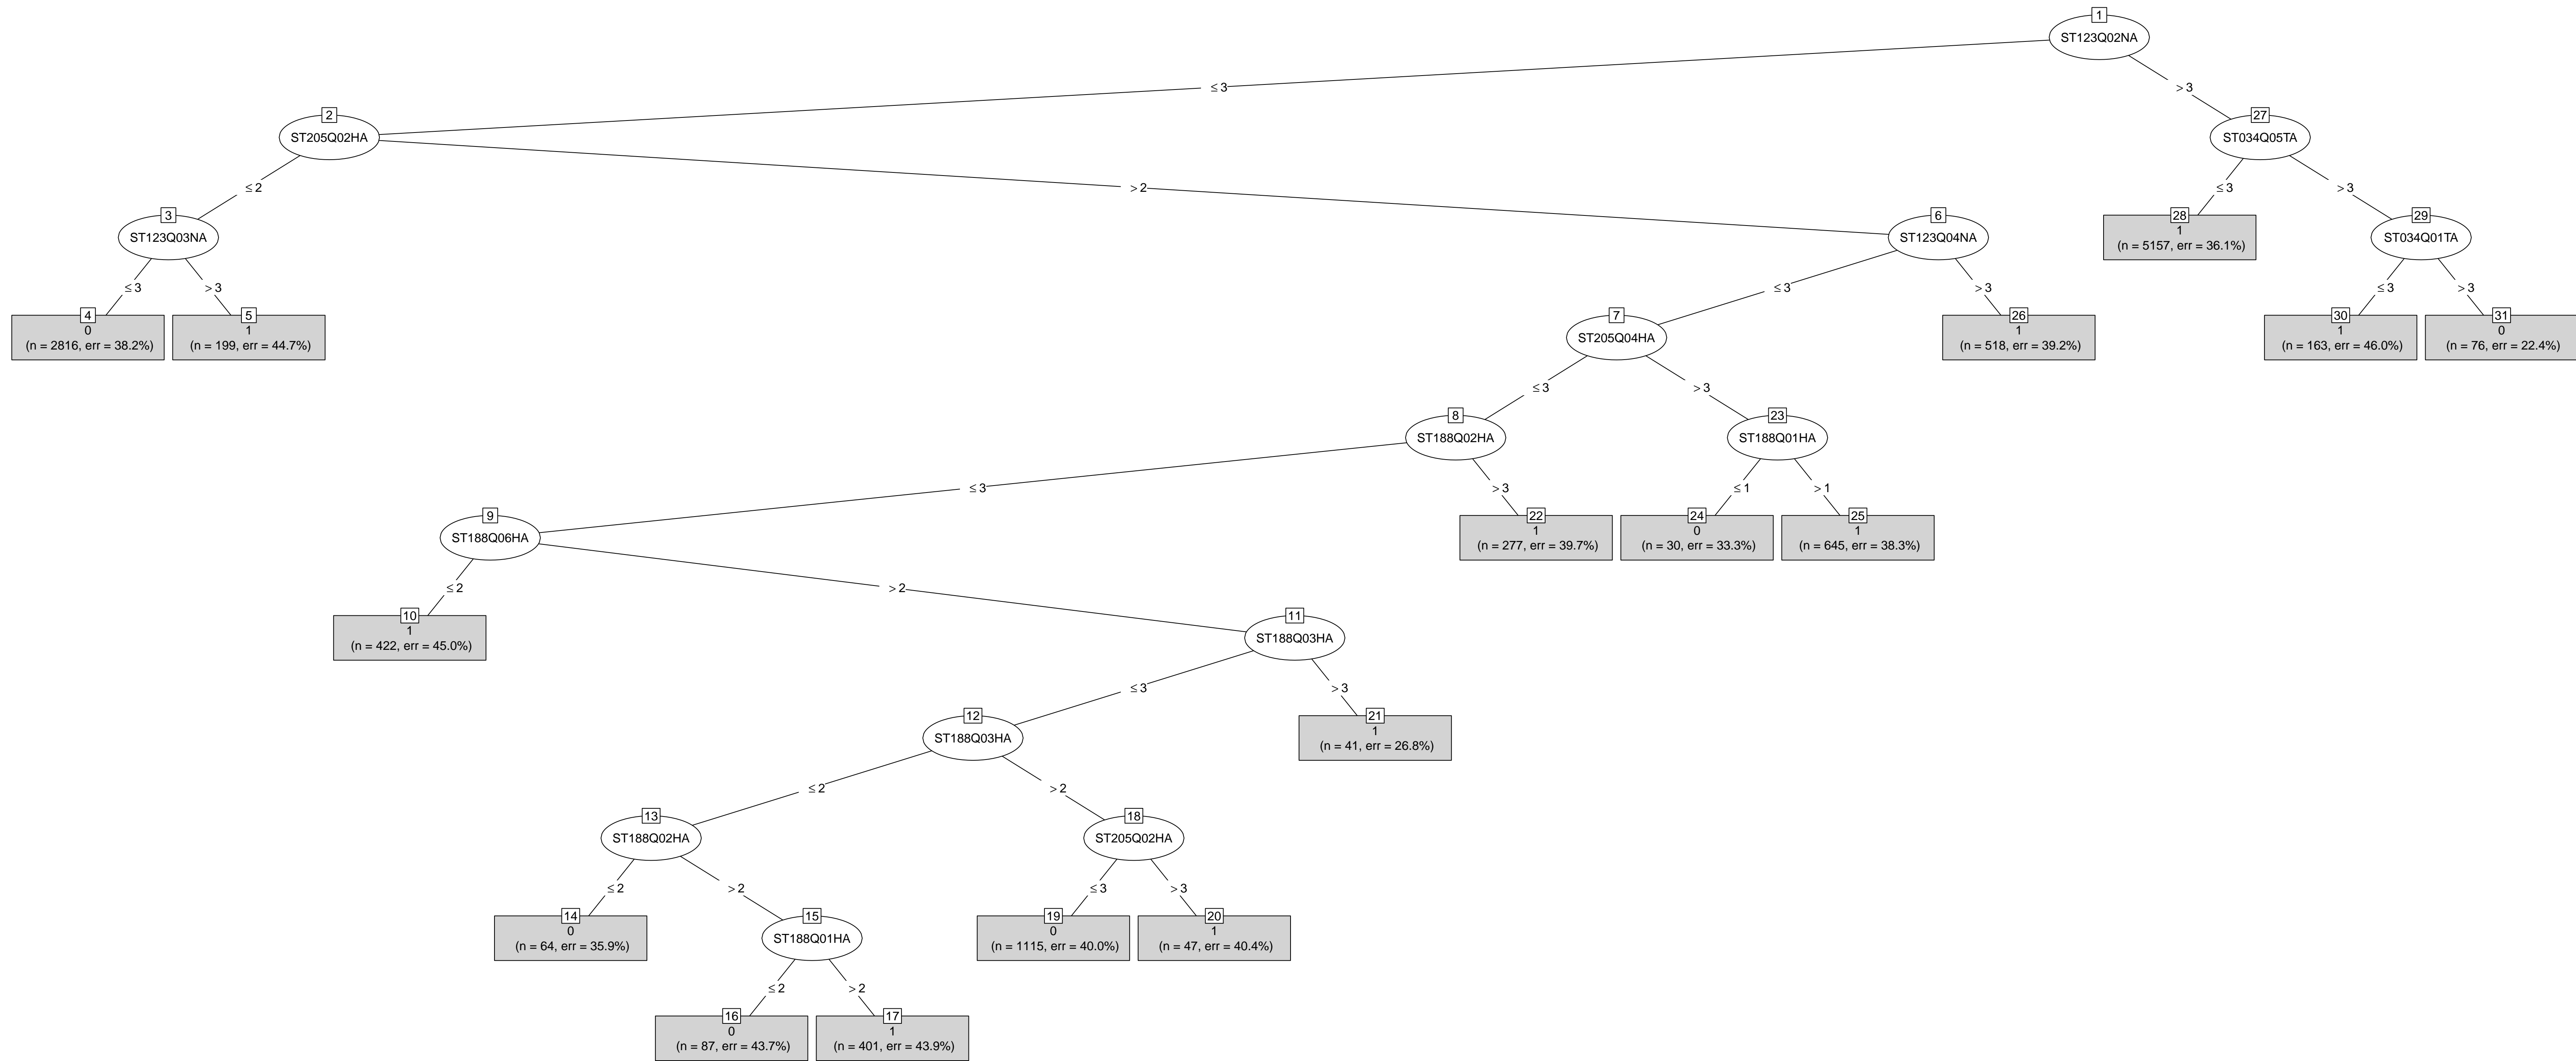 1
ST123Q02NA
≤ 3
> 3
2
ST205Q02HA
27
ST034Q05TA
≤ 2
> 2
≤ 3
> 3
3
ST123Q03NA
6
ST123Q04NA
28
1
(n = 5157, err = 36.1%)
29
ST034Q01TA
≤ 3
> 3
≤ 3
> 3
≤ 3
> 3
4
0
(n = 2816, err = 38.2%)
5
1
(n = 199, err = 44.7%)
7
ST205Q04HA
26
1
(n = 518, err = 39.2%)
30
1
(n = 163, err = 46.0%)
31
0
(n = 76, err = 22.4%)
≤ 3
> 3
8
ST188Q02HA
23
ST188Q01HA
≤ 3
> 3
≤ 1
> 1
9
ST188Q06HA
22
1
(n = 277, err = 39.7%)
24
0
(n = 30, err = 33.3%)
25
1
(n = 645, err = 38.3%)
≤ 2
> 2
10
1
(n = 422, err = 45.0%)
11
ST188Q03HA
≤ 3
> 3
12
ST188Q03HA
21
1
(n = 41, err = 26.8%)
≤ 2
> 2
13
ST188Q02HA
18
ST205Q02HA
≤ 2
> 2
≤ 3
> 3
14
0
(n = 64, err = 35.9%)
15
ST188Q01HA
19
0
(n = 1115, err = 40.0%)
20
1
(n = 47, err = 40.4%)
≤ 2
> 2
16
0
(n = 87, err = 43.7%)
17
1
(n = 401, err = 43.9%)